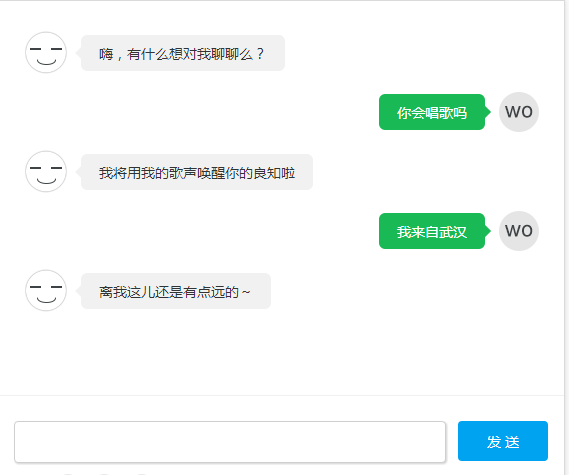 嗨，有什么想对我聊聊么？
你会唱歌吗
WO
我将用我的歌声唤醒你的良知啦
我来自武汉
WO
离我这儿还是有点远的～
发 送